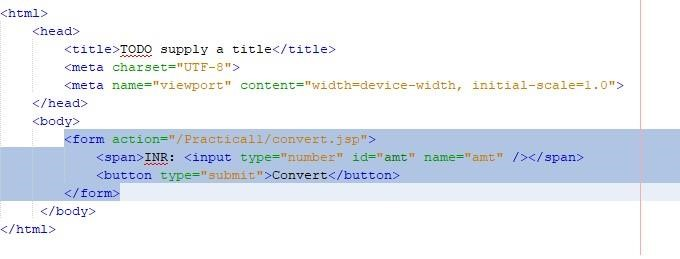 <html>
<head>
<title>TODO supply a title</title>
<meta charset="UTF-8">
<meta name="viewport" content="width=device-width, initial-scale=1.0">
</head>
<body>
<form action="/Practical1/convert.jsp">
<span>INR: <input type="number" id="amt" name="amt" /></span>
<button type="submit">Convert</button>
</form>
</body>
</html>